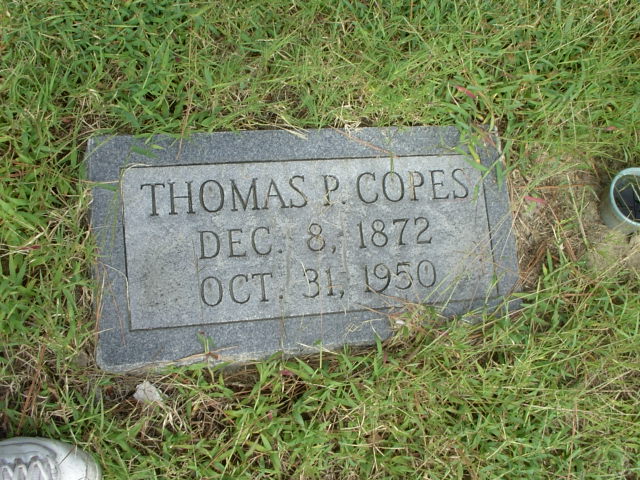 THOMAS P. COPES
DEC. 8, 1872
OCT. 31, 1950